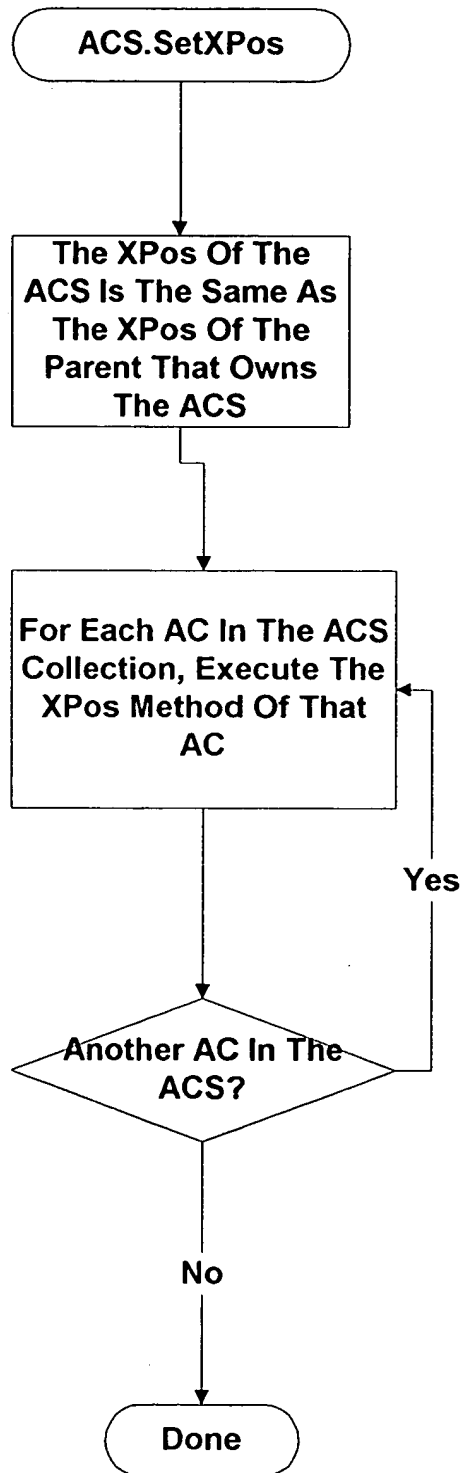 ACS.SetXPos
The XPos Of The
ACS Is The Same As
The XPos Of The
Parent That Owns
The ACS
For Each AC In The ACS
Collection, Execute The
XPos Method Of That
AC
Yes
Another AC In The
ACS?
No
Done